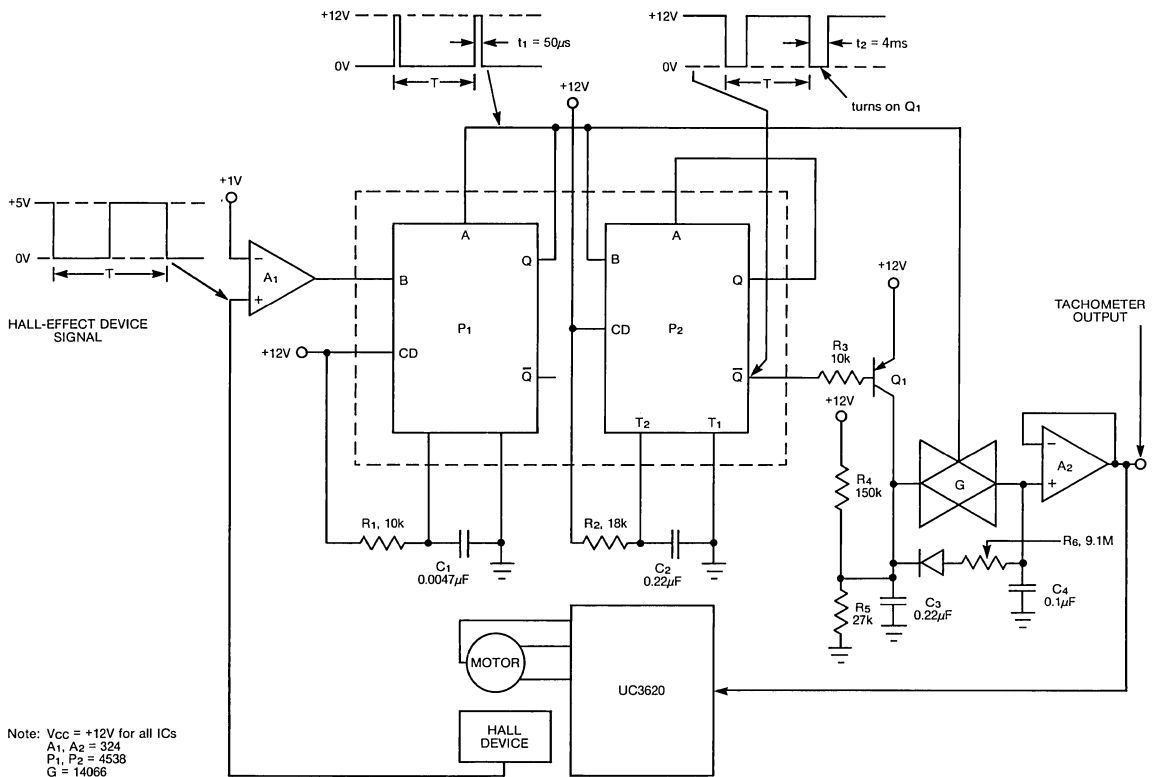 +12V
0V
T
t1 = 50μs
+12V
0V
T
t2 = 4ms
turns on Q1
+12V
+5V
0V
T
HALL-EFFECT DEVICE
SIGNAL
+1V
−
+
A1
A
B
Q
P1
CD
Q̅
+12V
A
B
Q
CD
P2
Q̅
T2
T1
R1, 10k
C1
0.0047μF
R2, 18k
C2
0.22μF
R3
10k
+12V
Q1
+12V
R4
150k
R5
27k
C3
0.22μF
G
R6, 9.1M
C4
0.1μF
−
+
A2
TACHOMETER
OUTPUT
MOTOR
UC3620
HALL
DEVICE
Note: VCC = +12V for all ICs
A1, A2 = 324
P1, P2 = 4538
G = 14066